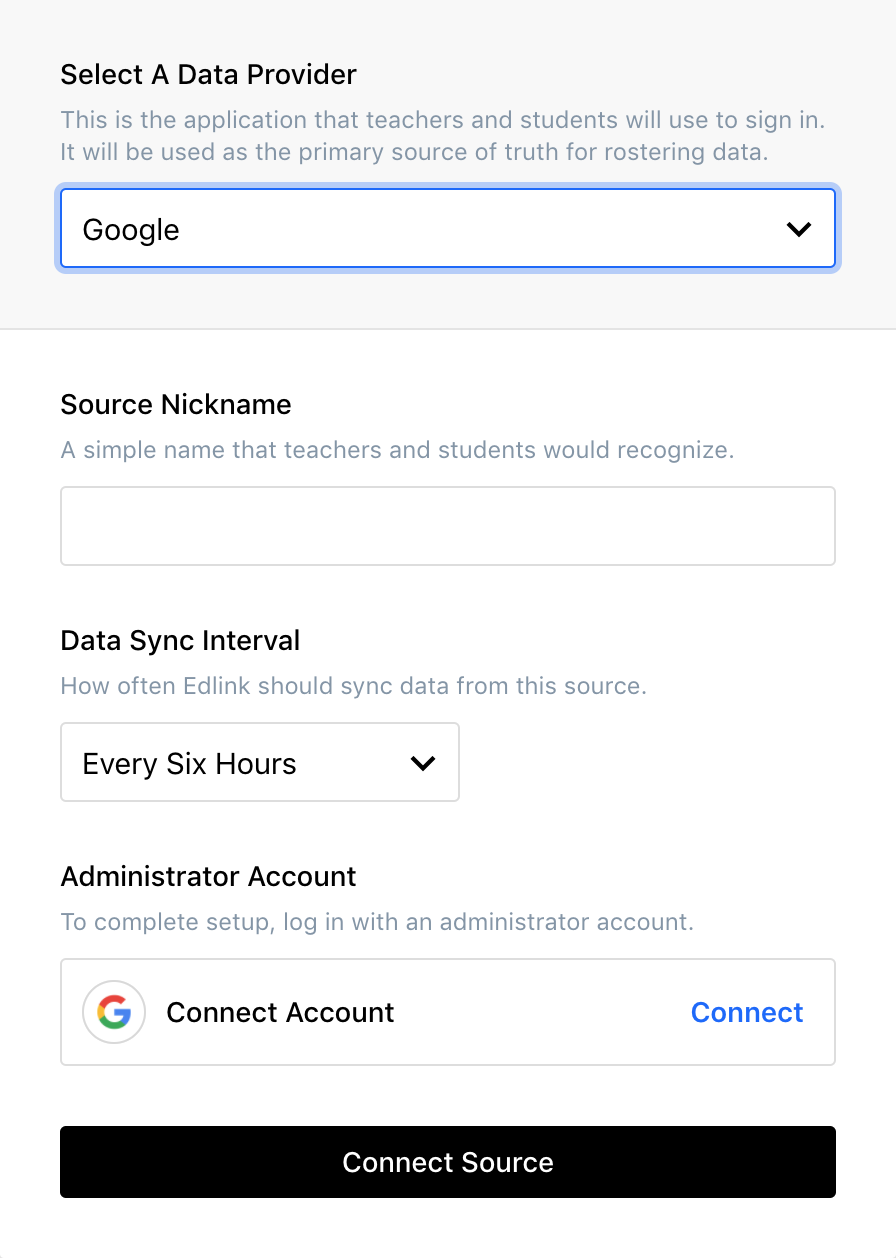 Select A Data Provider
This is the application that teachers and students will use to sign in.
It will be used as the primary source of truth for rostering data.
Google
Source Nickname
A simple name that teachers and students would recognize.
Data Sync Interval
How often Edlink should sync data from this source.
Every Six Hours
Administrator Account
To complete setup, log in with an administrator account.
Connect Account Connect
Connect Source